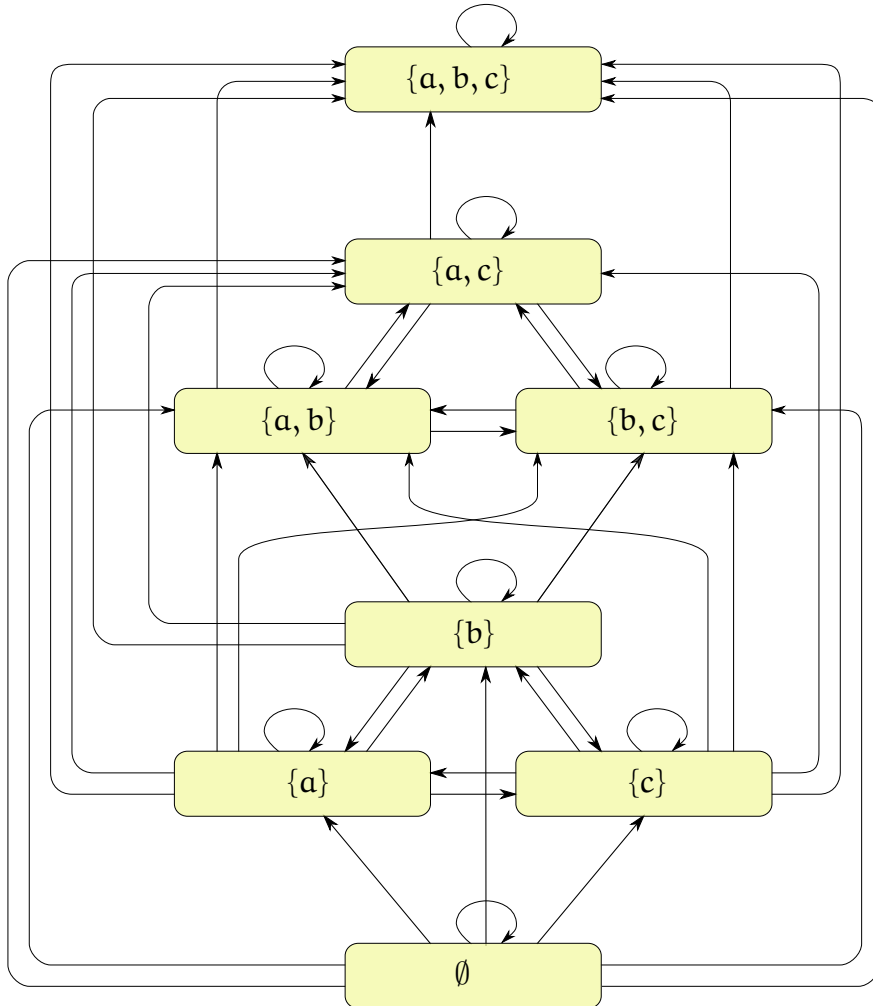 {a, b, c}
{a, c}
{a, b}
{b, c}
{b}
{a}
{c}
∅